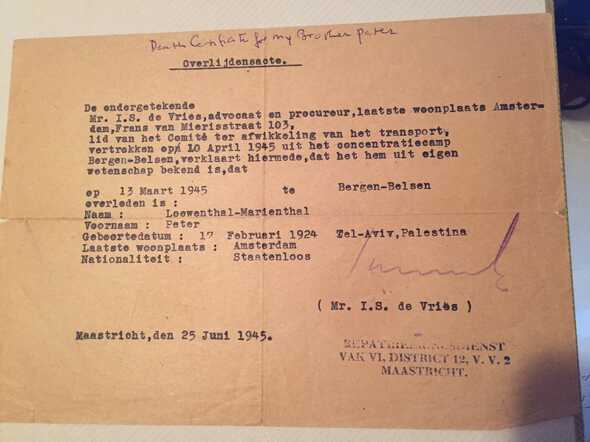 Death Certificate for my Brother Peter
Overlijdensacte.
De ondergetekende
Mr. I.S. de Vries,advocaat en procureur,laatste woonplaats Amster-
dam,Frans van Mierisstraat 103,
lid van het Comité ter afwikkeling van het transport,
vertrokken op 10 April 1945 uit het concentratiecamp
Bergen-Belsen,verklaart hiermede,dat het hem uit eigen
wetenschap bekend is,dat
op 13 Maart 1945 te Bergen-Belsen
overleden is :
Naam : Loewenthal-Marienthal
Voornaam : Peter
Geboortedatum : 17 Februari 1924 Tel-Aviv,Palestina
Laatste woonplaats : Amsterdam
Nationaliteit : Staatenloos
( Mr. I.S. de Vries )
Maastricht,den 25 Juni 1945.
REPATRIEERINGSDIENST
VAK VI, DISTRICT 12, V. V. 2
MAASTRICHT.